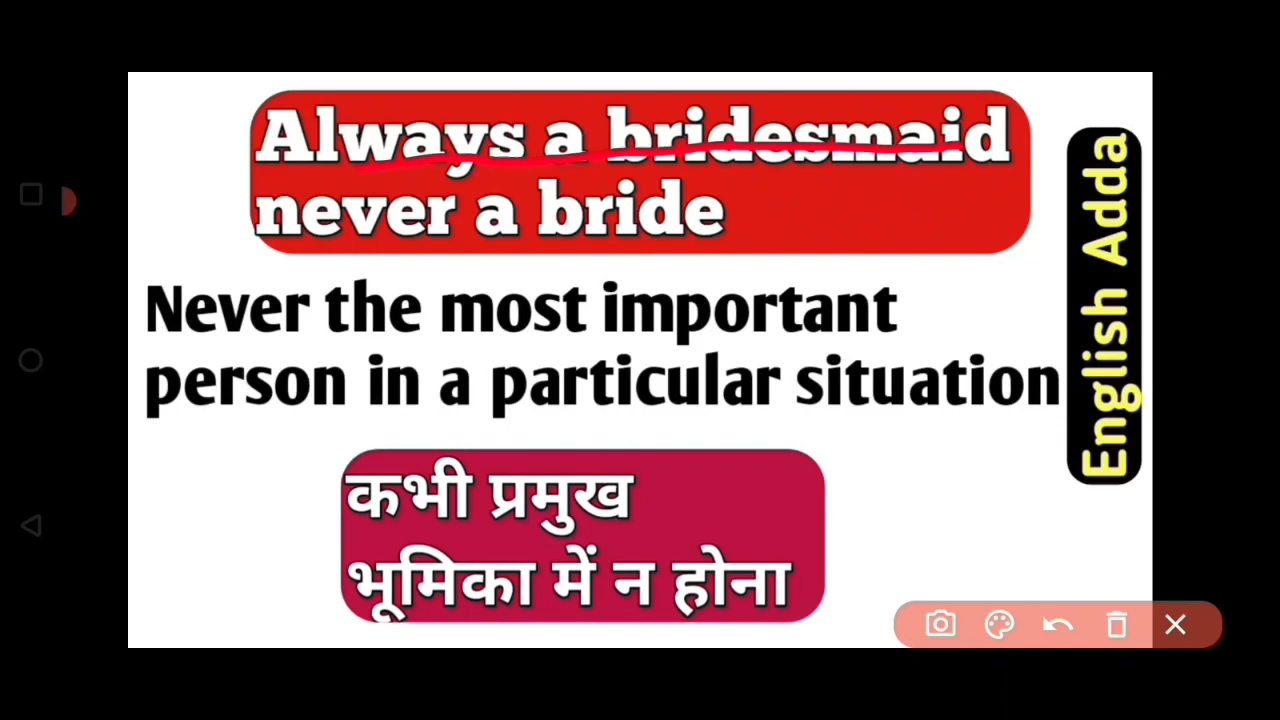 Always a bridesmaid
never a bride
Never the most important
person in a particular situation
कभी प्रमुख
भूमिका में न होना
English Adda